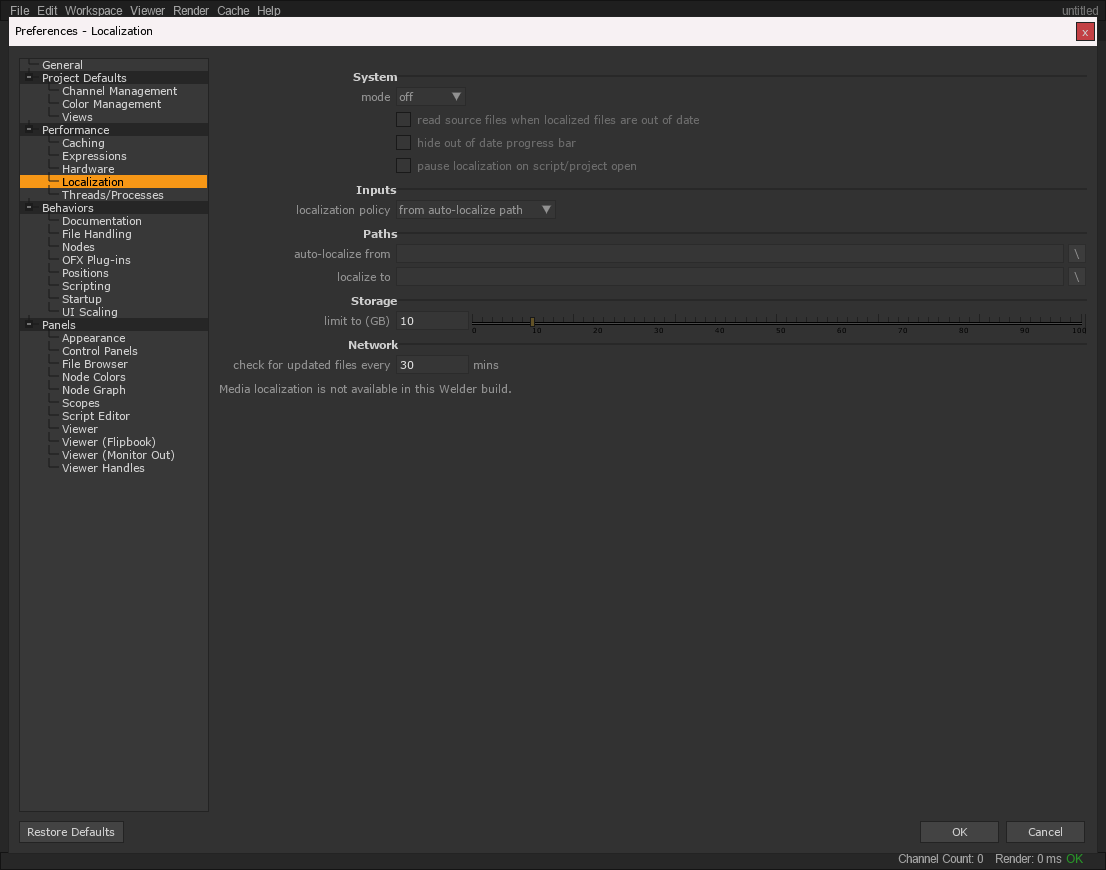 File Edit Workspace Viewer Render Cache Help untitled
Preferences - Localization x
General
- Project Defaults
Channel Management
Color Management
Views
- Performance
Caching
Expressions
Hardware
Localization
Threads/Processes
- Behaviors
Documentation
File Handling
Nodes
OFX Plug-ins
Positions
Scripting
Startup
UI Scaling
- Panels
Appearance
Control Panels
File Browser
Node Colors
Node Graph
Scopes
Script Editor
Viewer
Viewer (Flipbook)
Viewer (Monitor Out)
Viewer Handles
System
mode off
read source files when localized files are out of date
hide out of date progress bar
pause localization on script/project open
Inputs
localization policy from auto-localize path
Paths
auto-localize from \
localize to \
Storage
limit to (GB) 10
0 10 20 30 40 50 60 70 80 90 100
Network
check for updated files every 30 mins
Media localization is not available in this Welder build.
Restore Defaults OK Cancel
Channel Count: 0 Render: 0 ms OK